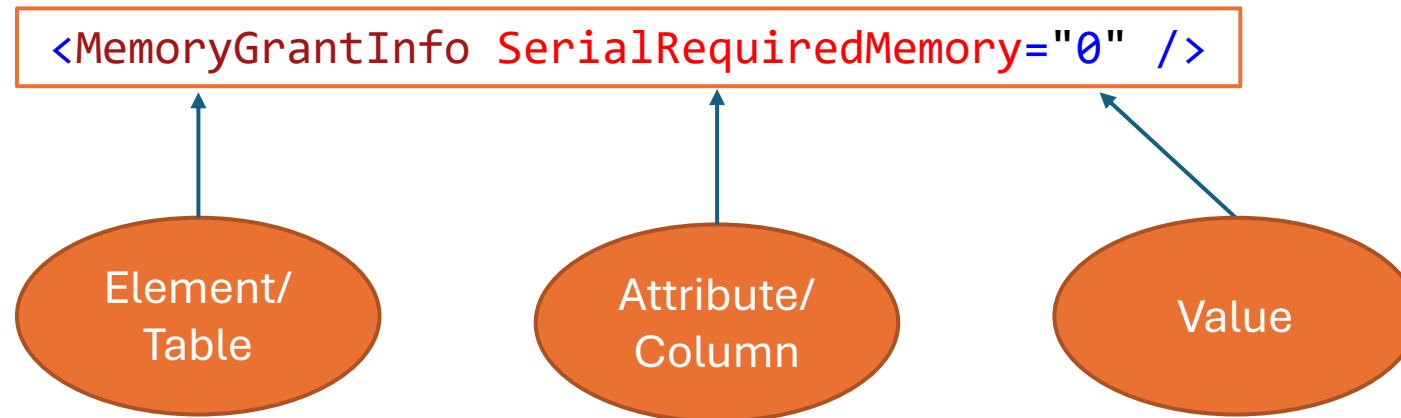 <MemoryGrantInfo SerialRequiredMemory="0" />
Element/
Table
Attribute/
Column
Value